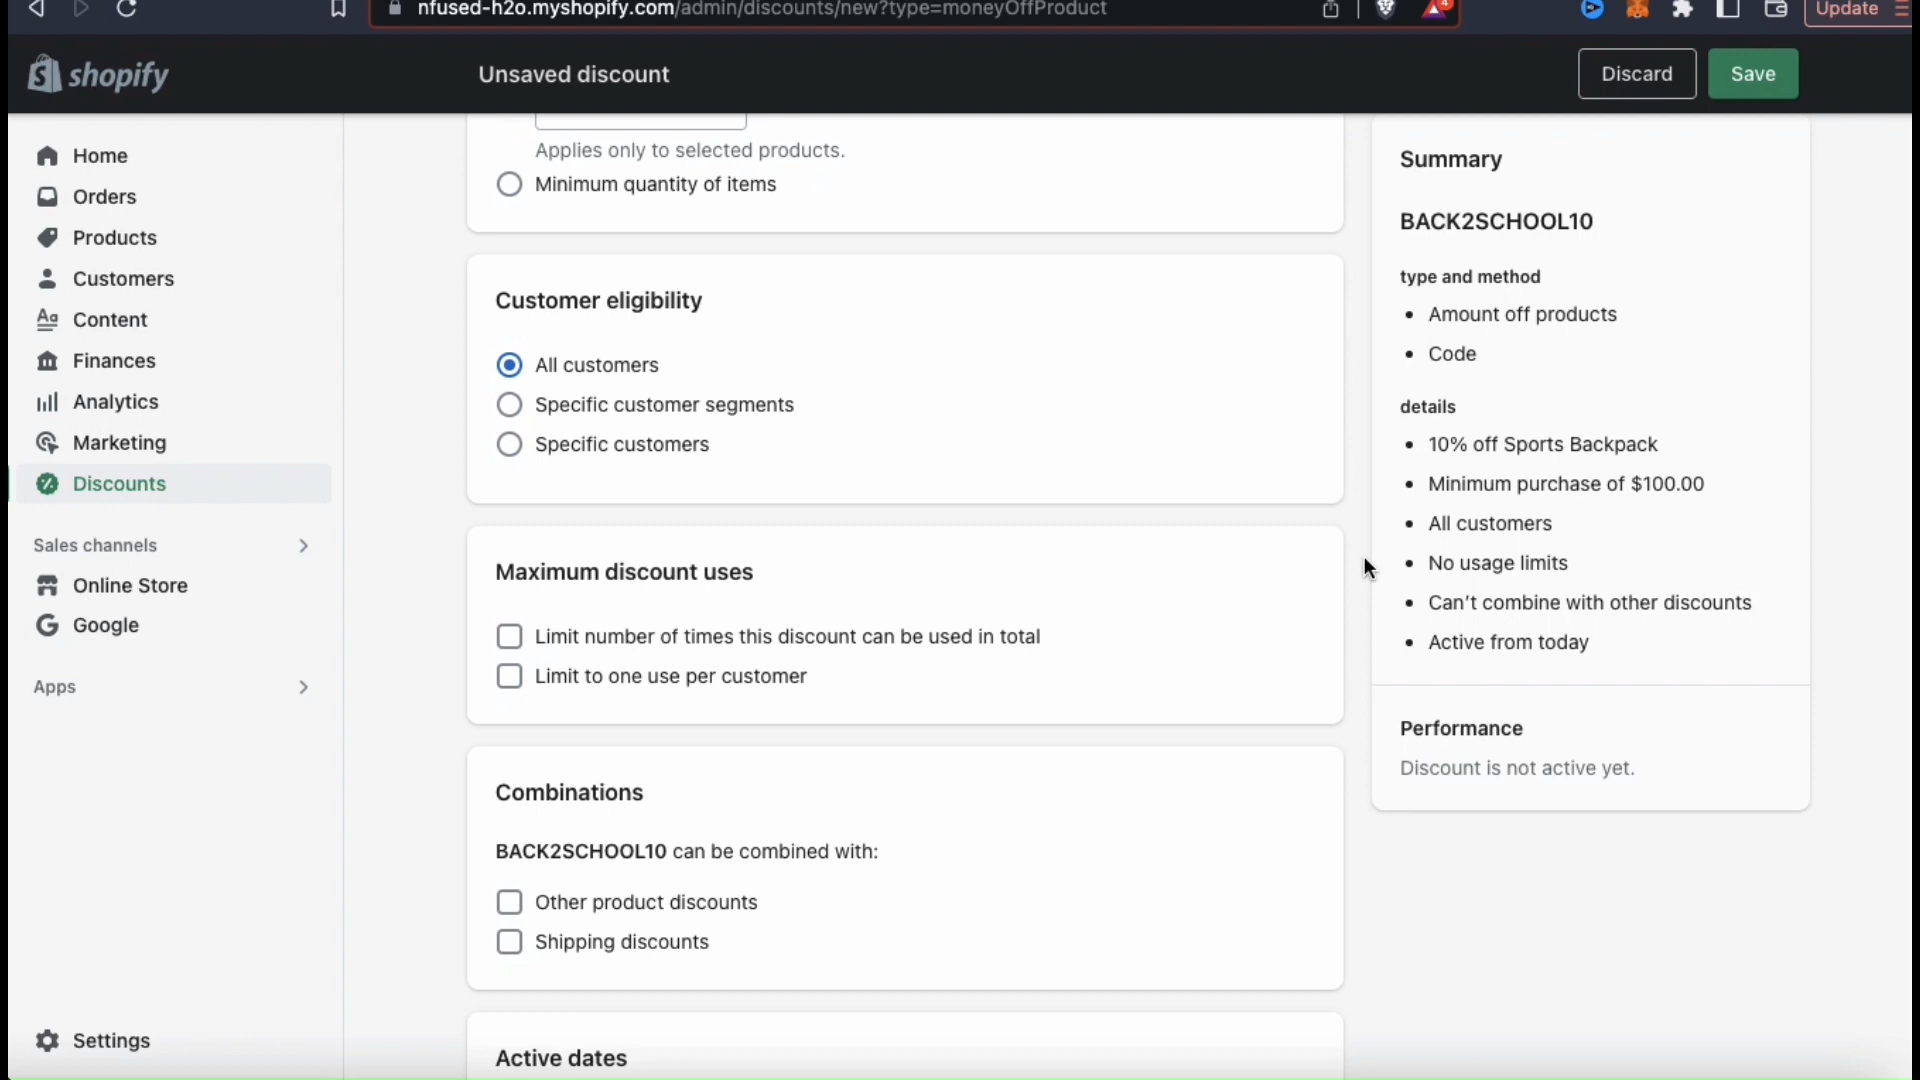 nfused-h2o.myshopify.com/admin/discounts/new?type=moneyOffProduct
4
Update
shopify
Unsaved discount
Discard
Save
Home
Orders
Products
Customers
Content
Finances
Analytics
Marketing
Discounts
Sales channels
Online Store
Google
Apps
Settings
Applies only to selected products.
Minimum quantity of items
Customer eligibility
All customers
Specific customer segments
Specific customers
Maximum discount uses
Limit number of times this discount can be used in total
Limit to one use per customer
Combinations
BACK2SCHOOL10 can be combined with:
Other product discounts
Shipping discounts
Active dates
Summary
BACK2SCHOOL10
type and method
• Amount off products
• Code
details
• 10% off Sports Backpack
• Minimum purchase of $100.00
• All customers
• No usage limits
• Can’t combine with other discounts
• Active from today
Performance
Discount is not active yet.